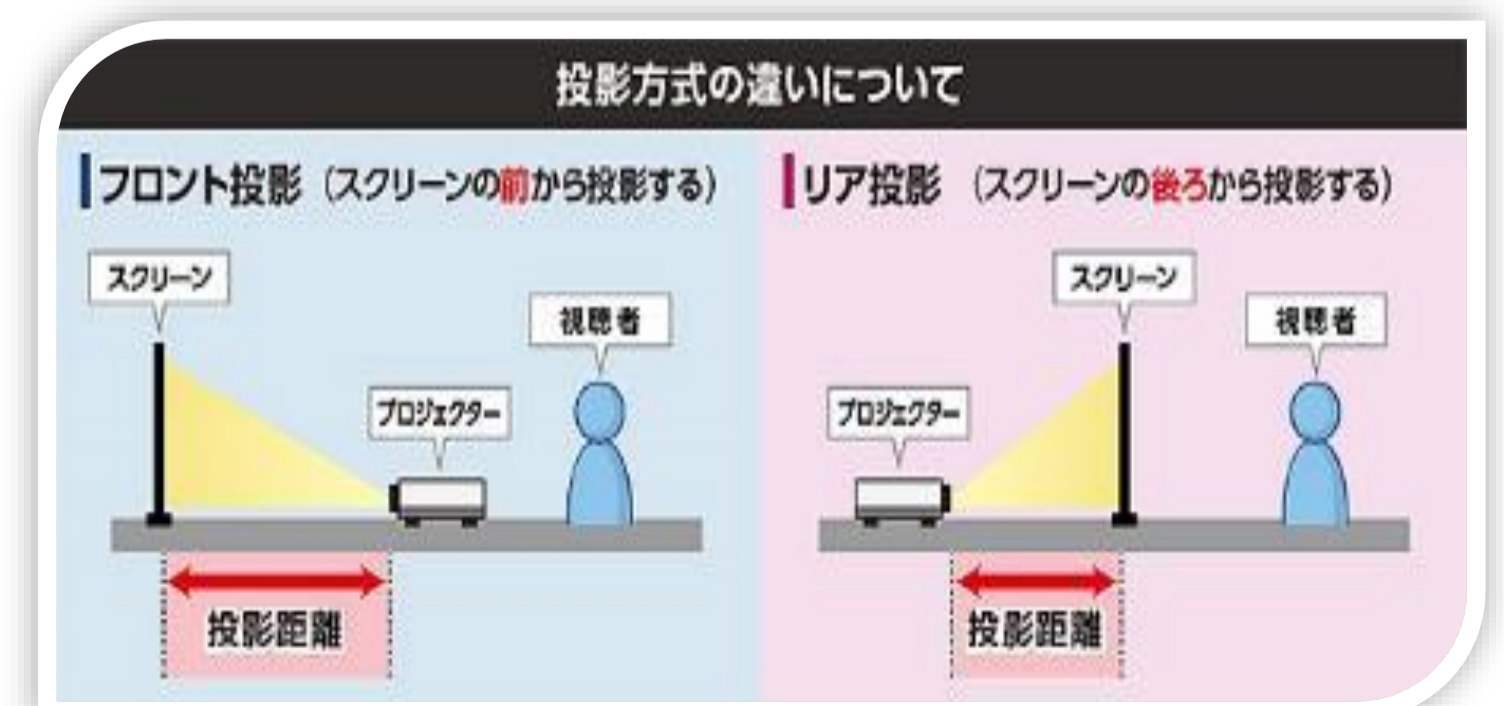 投影方式の違いについて
フロント投影（スクリーンの前から投影する）
スクリーン
視聴者
プロジェクター
投影距離
リア投影（スクリーンの後ろから投影する）
スクリーン
視聴者
プロジェクター
投影距離